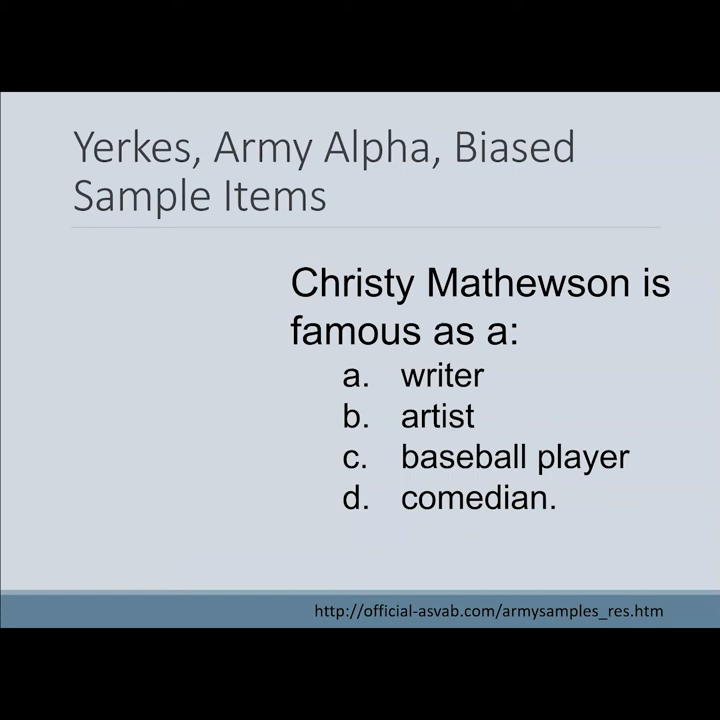 Yerkes, Army Alpha, Biased
Sample Items
Christy Mathewson is
famous as a:
a. writer
b. artist
c. baseball player
d. comedian.
http://official-asvab.com/armysamples_res.htm